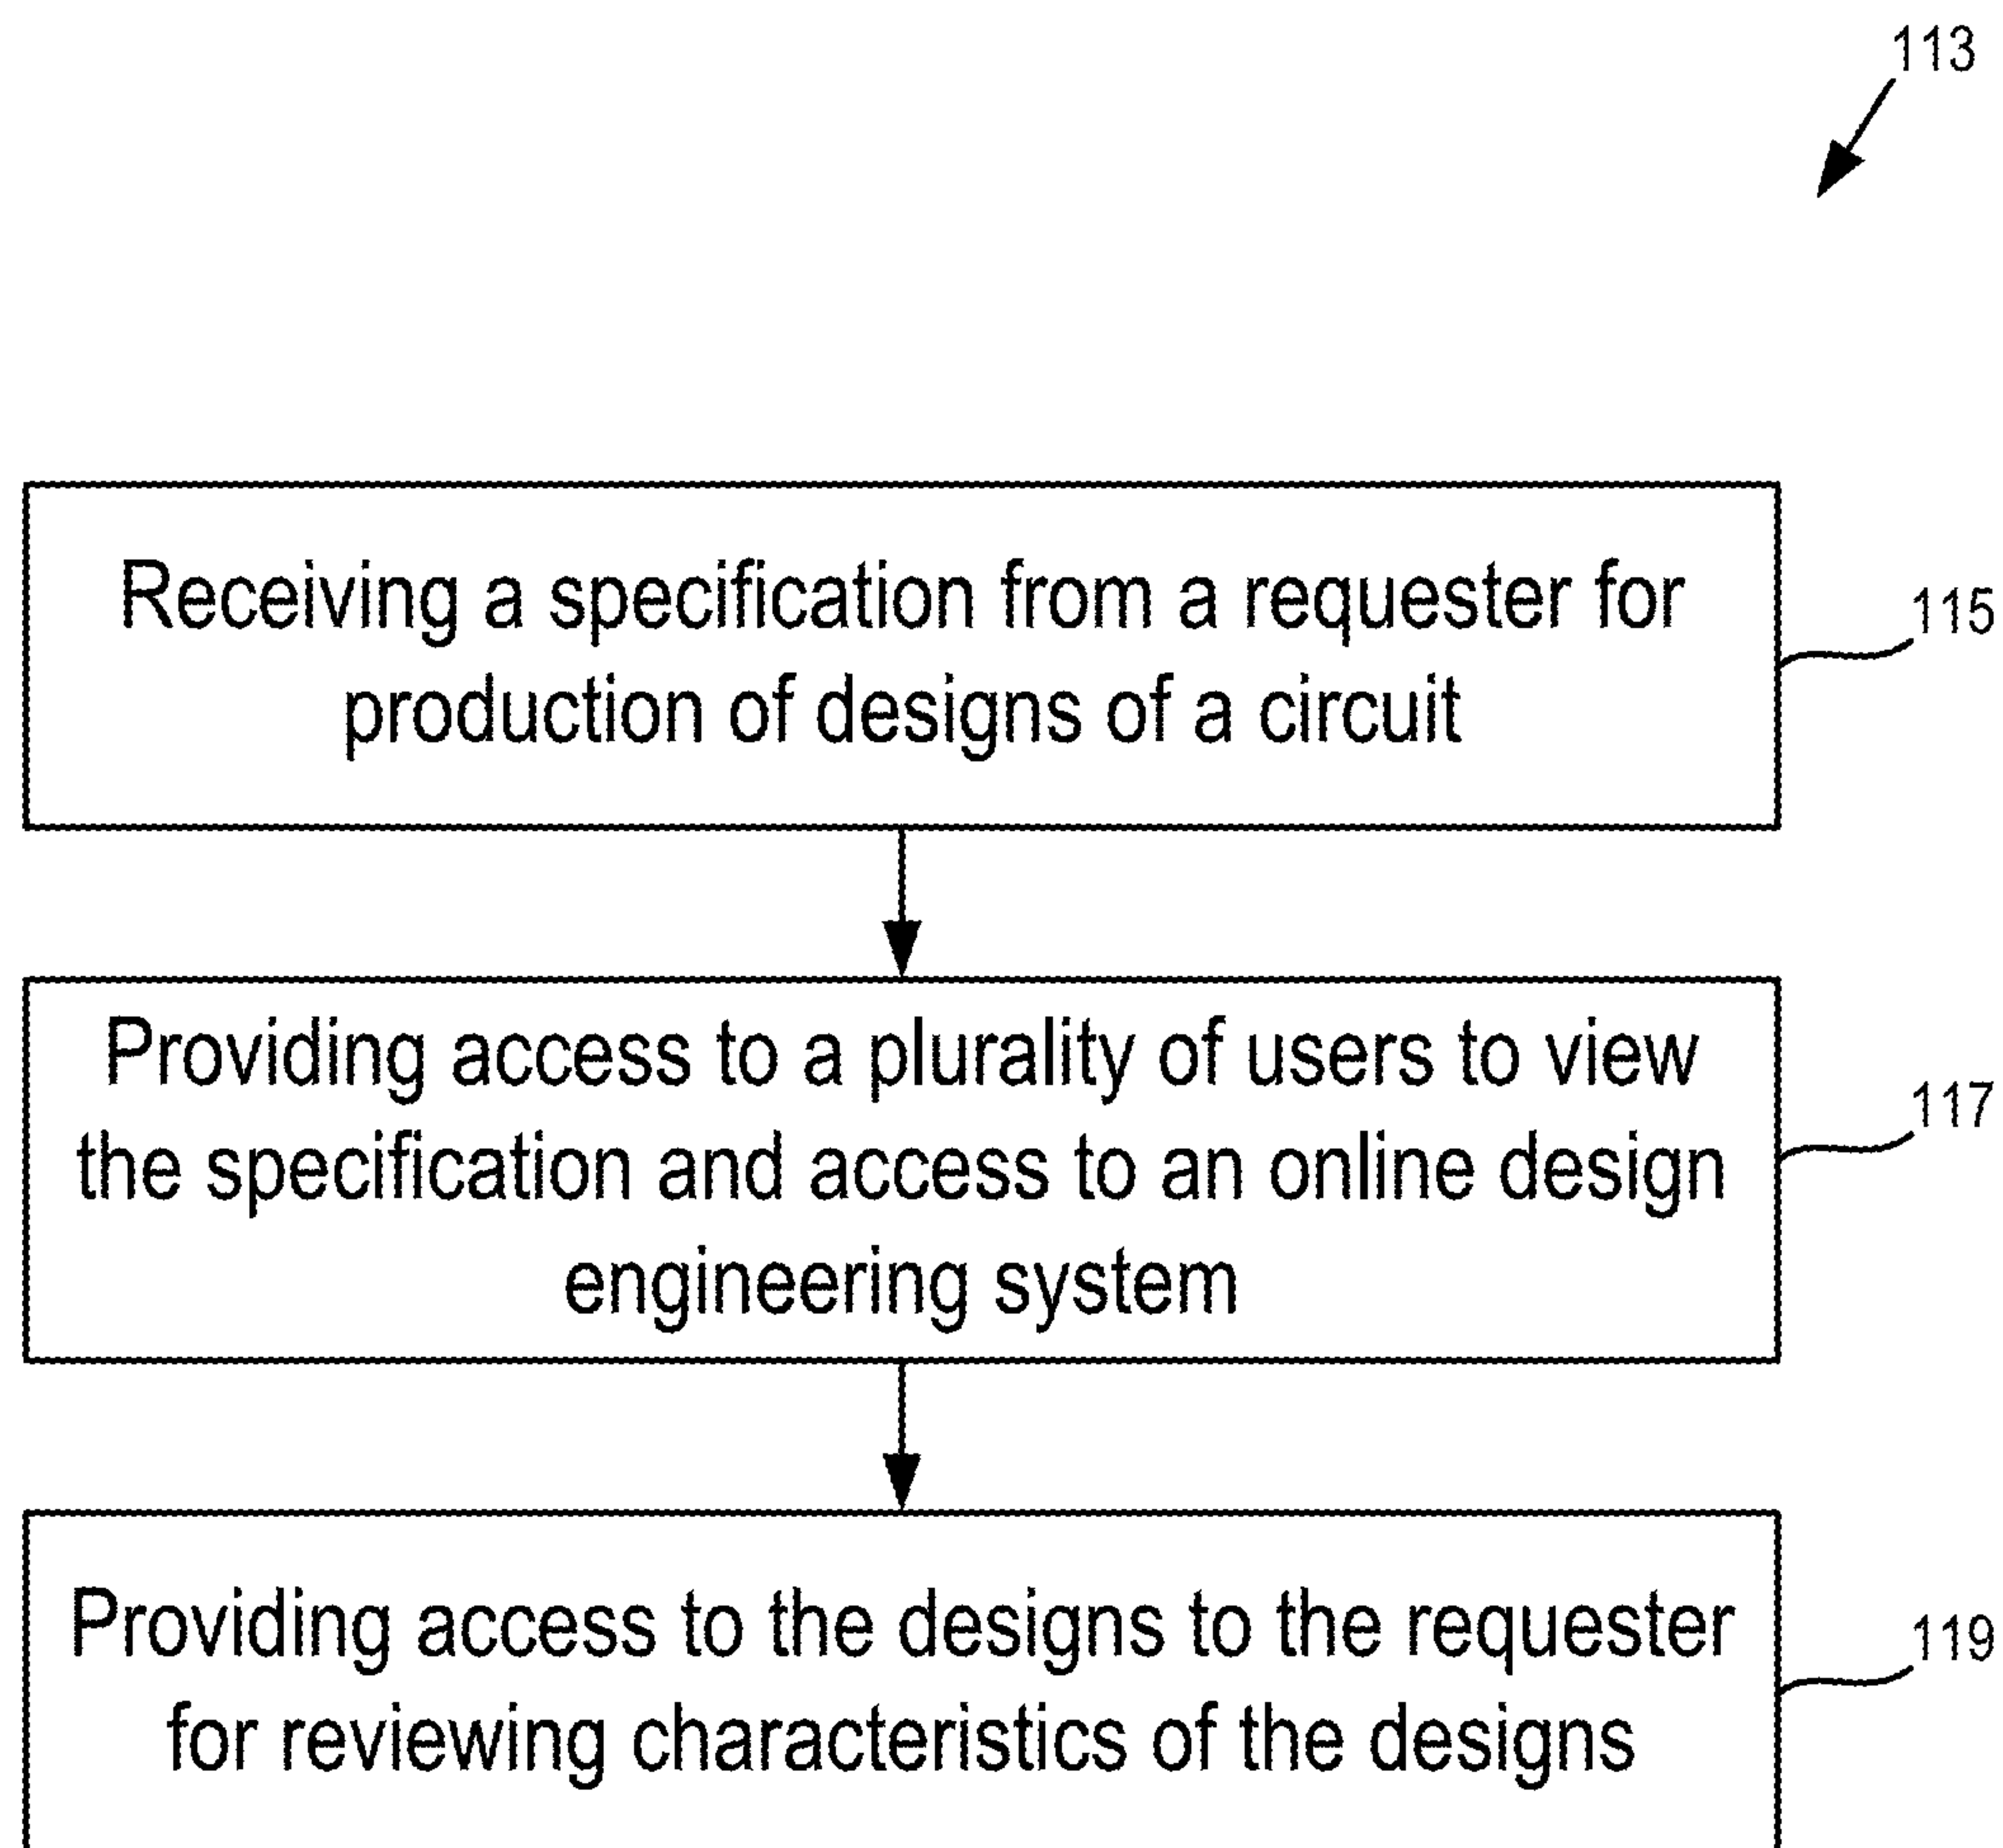 113
Receiving a specification from a requester for
production of designs of a circuit
115
Providing access to a plurality of users to view
the specification and access to an online design
engineering system
117
Providing access to the designs to the requester
for reviewing characteristics of the designs
119